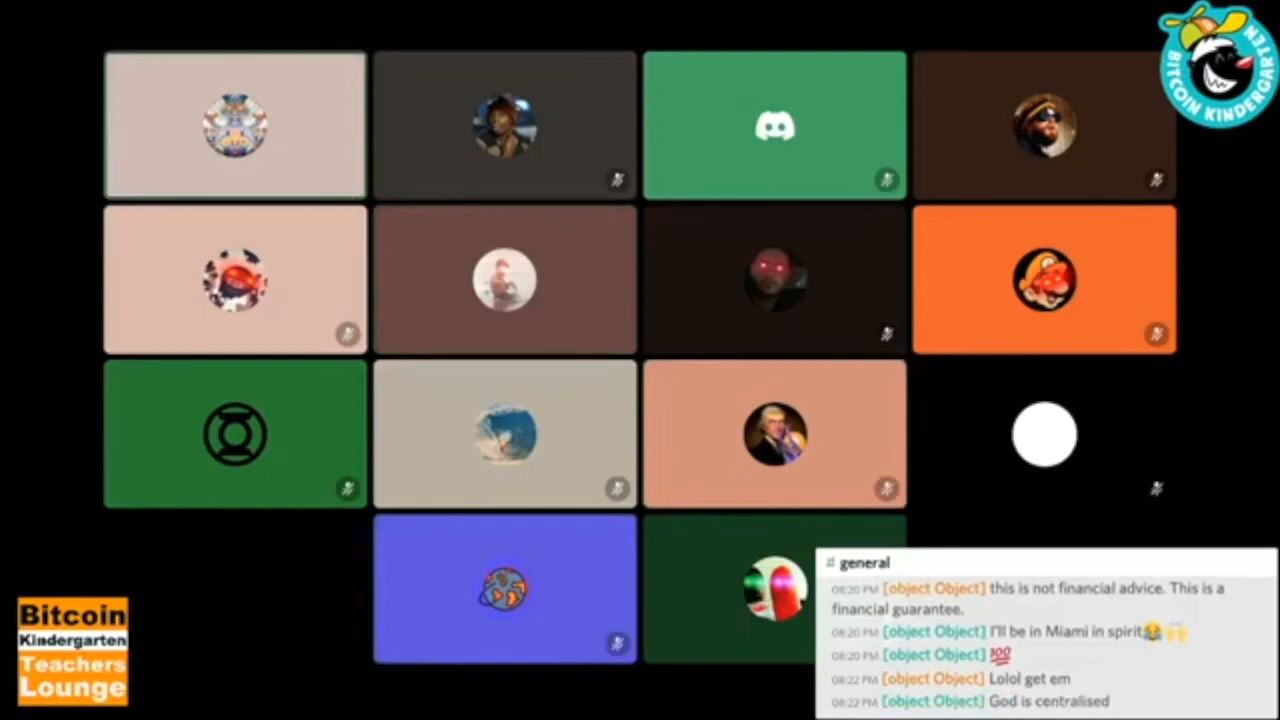 BITCOIN KINDERGARTEN
Bitcoin
Kindergarten
Teachers
Lounge
# general
08:20 PM [object Object] this is not financial advice. This is a
financial guarantee.
08:20 PM [object Object] I'll be in Miami in spirit😂 🙌
08:20 PM [object Object] 💯
08:22 PM [object Object] Lolol get em
08:22 PM [object Object] God is centralised